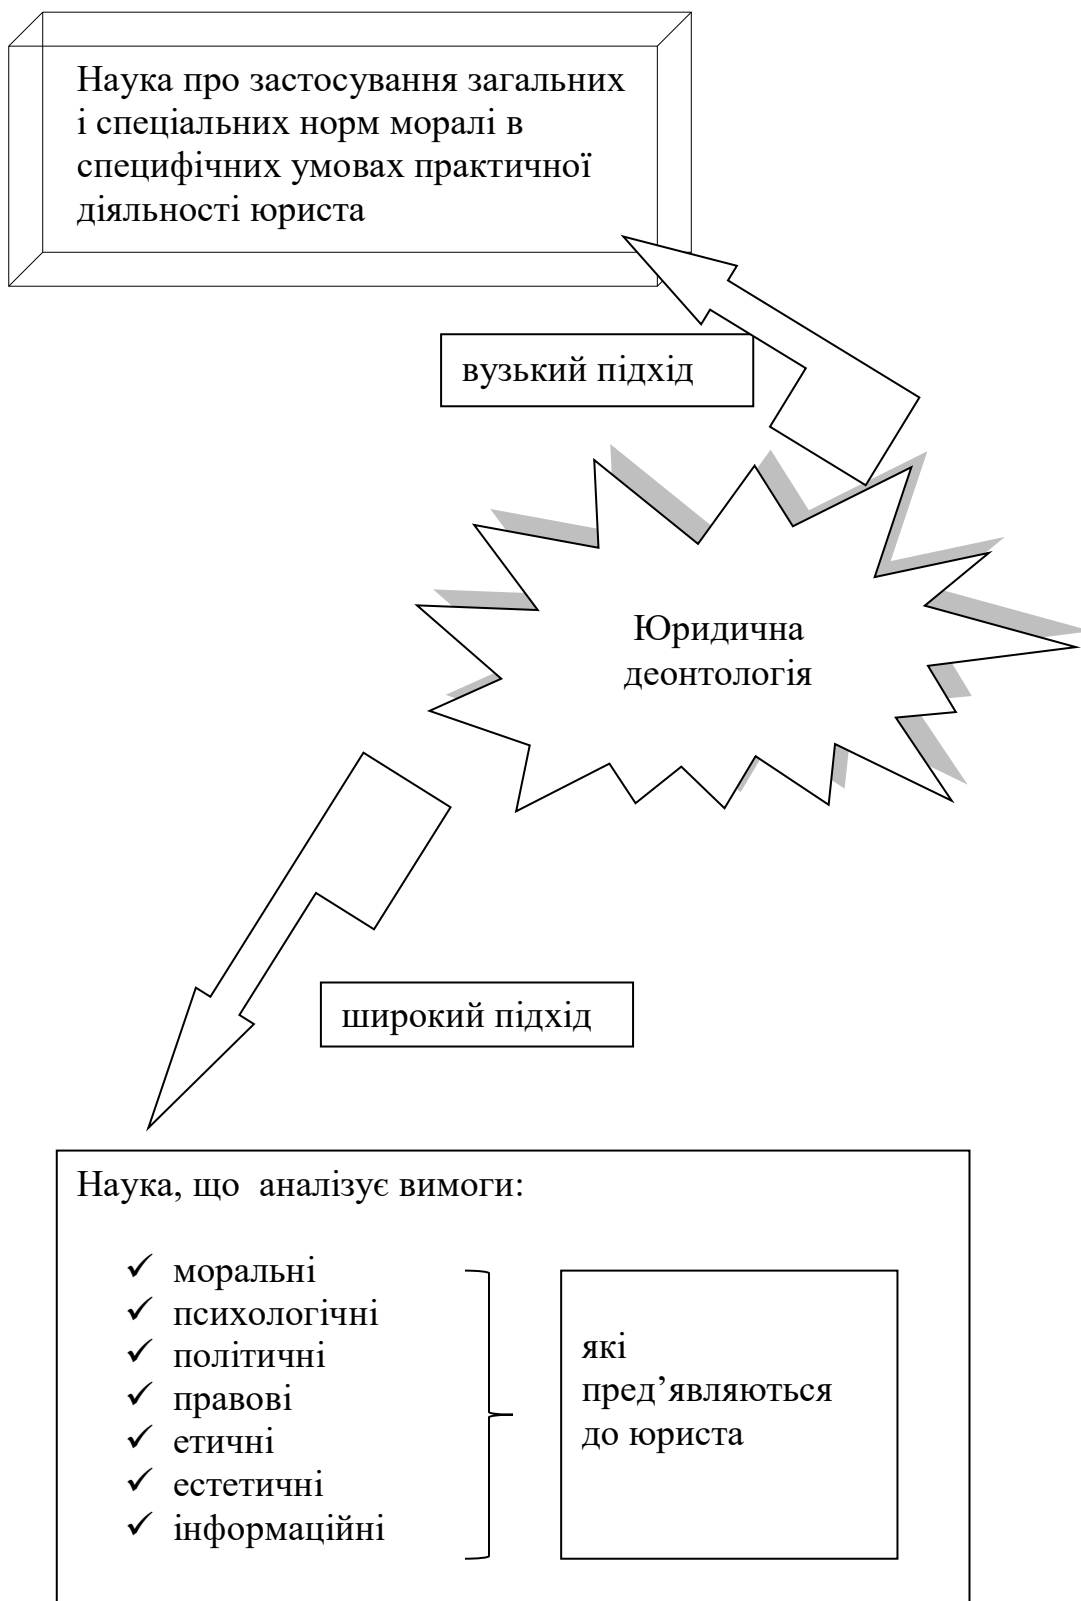 Наука про застосування загальних
і спеціальних норм моралі в
специфічних умовах практичної
діяльності юриста
вузький підхід
Юридична
деонтологія
широкий підхід
Наука, що  аналізує вимоги:
✓ моральні
✓ психологічні
✓ політичні
✓ правові
✓ етичні
✓ естетичні
✓ інформаційні
які
пред’являються
до юриста